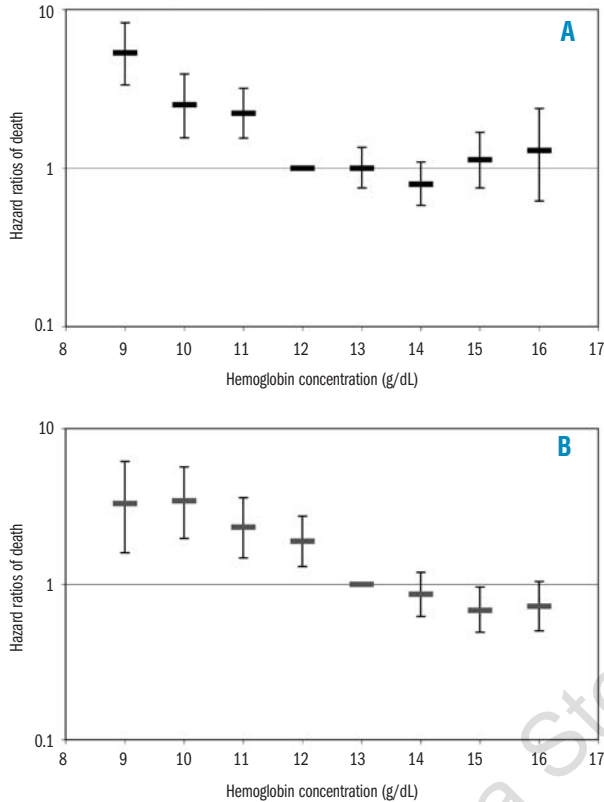 A
10
1
0.1
Hazard ratios of death
8 9 10 11 12 13 14 15 16 17
Hemoglobin concentration (g/dL)
B
10
1
0.1
Hazard ratios of death
8 9 10 11 12 13 14 15 16 17
Hemoglobin concentration (g/dL)